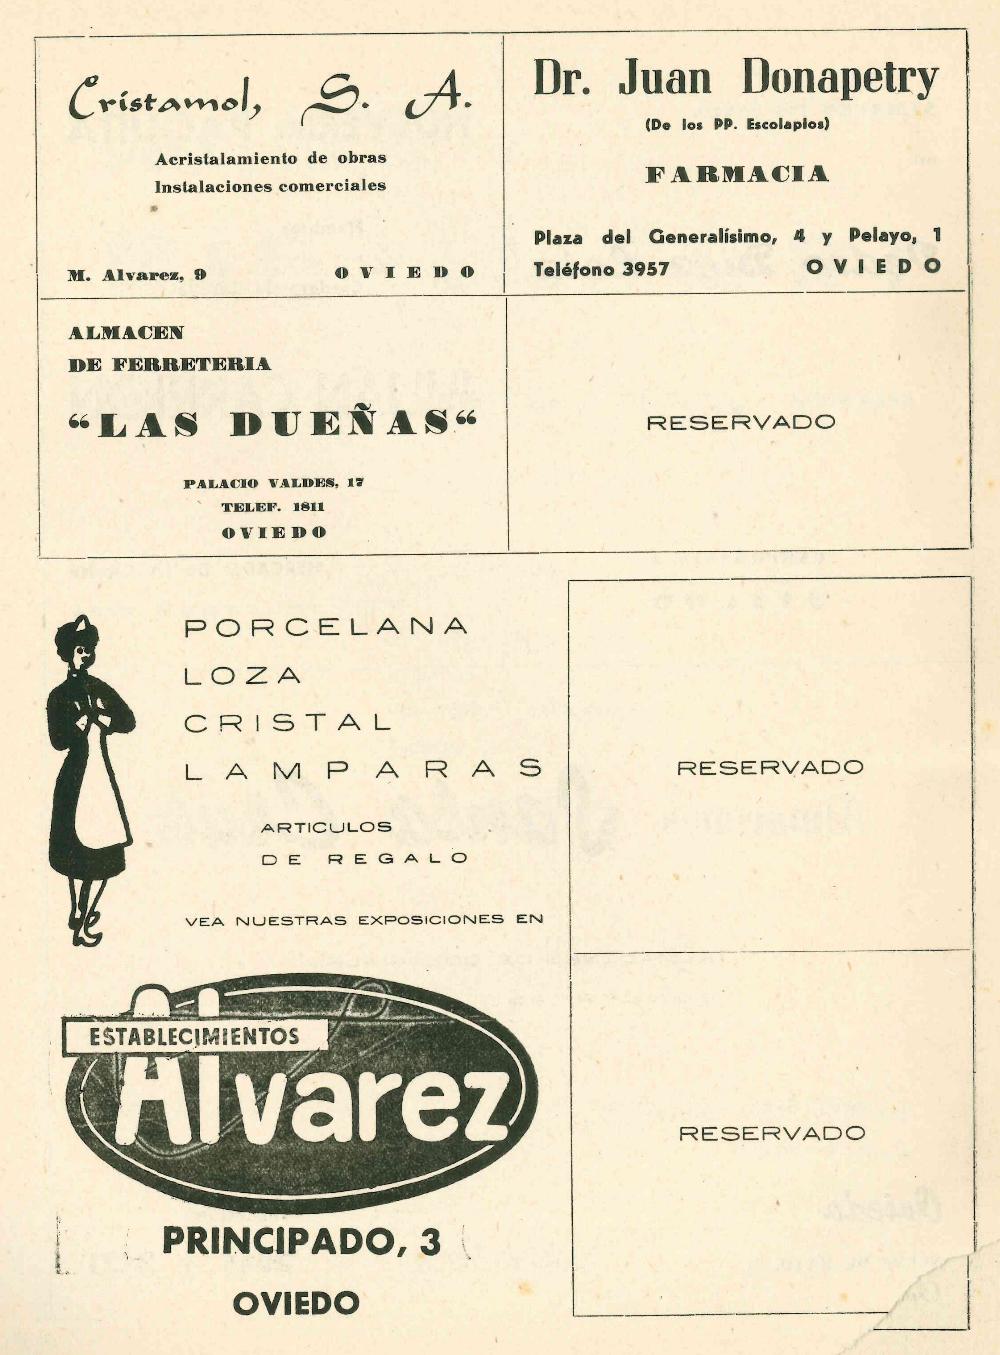 Cristamol, S. A.
Acristalamiento de obras
Instalaciones comerciales
M. Alvarez, 9 OVIEDO
Dr. Juan Donapetry
(De los PP. Escolapios)
FARMACIA
Plaza del Generalísimo, 4 y Pelayo, 1
Teléfono 3957 OVIEDO
ALMACEN
DE FERRETERIA
“LAS DUEÑAS“
PALACIO VALDES, 17
TELEF. 1811
OVIEDO
RESERVADO
PORCELANA
LOZA
CRISTAL
LAMPARAS
ARTICULOS
DE REGALO
VEA NUESTRAS EXPOSICIONES EN
ESTABLECIMIENTOS
Alvarez
PRINCIPADO, 3
OVIEDO
RESERVADO
RESERVADO